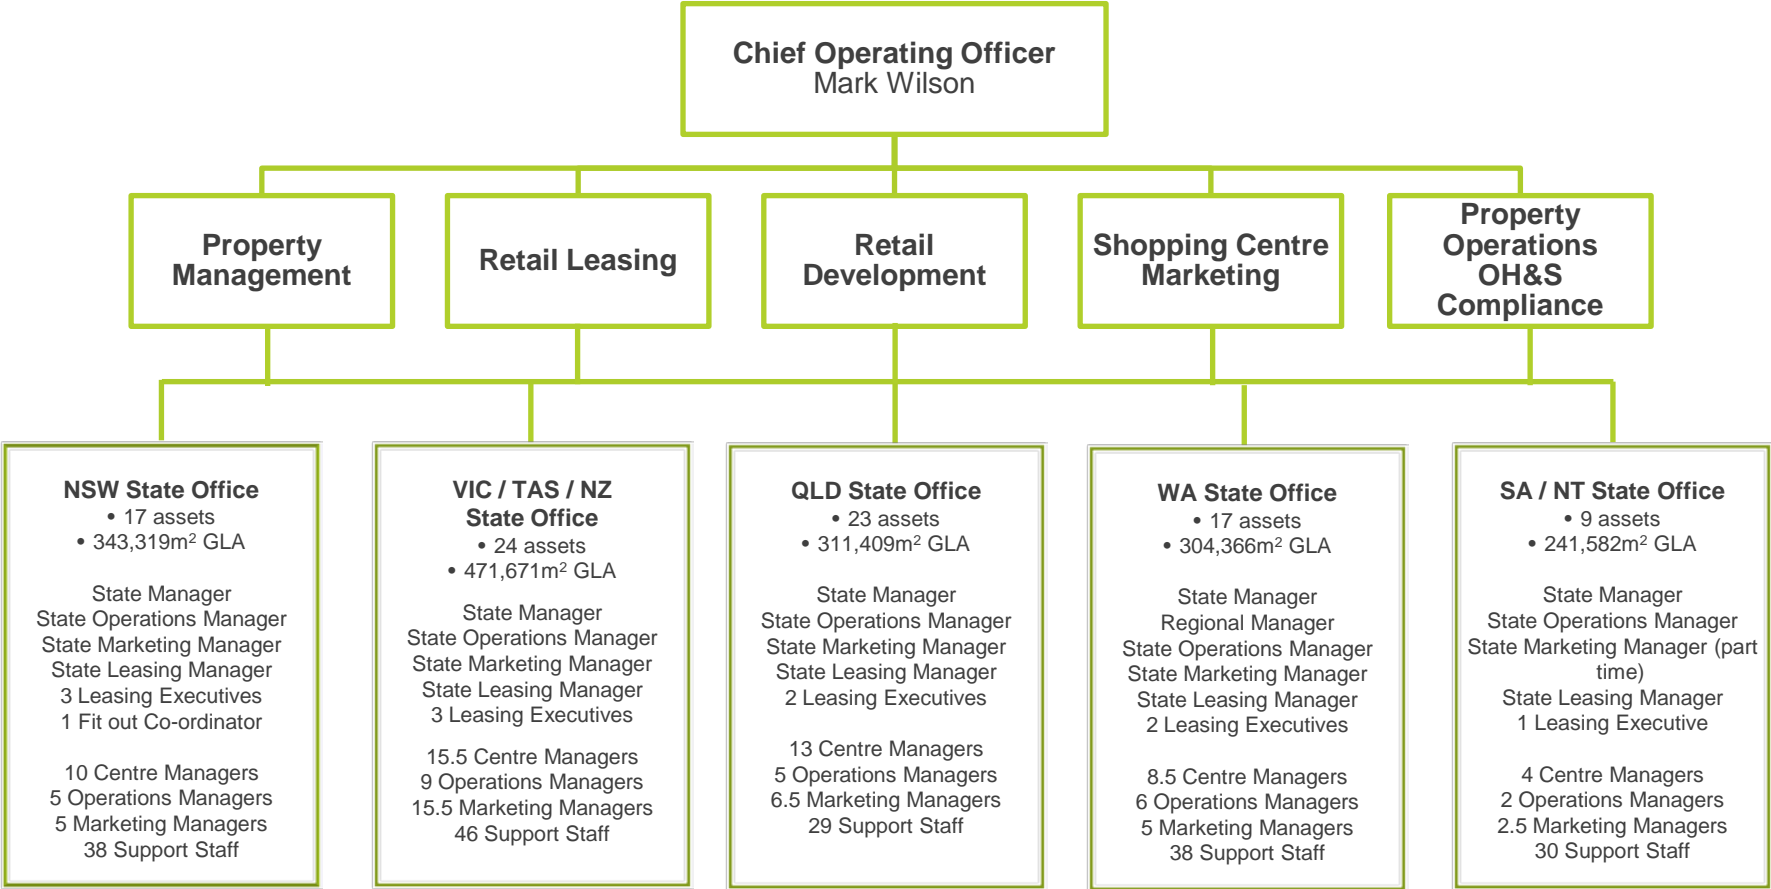 Chief Operating Officer
Mark Wilson
Property
Management
Retail Leasing
Retail
Development
Shopping Centre
Marketing
Property
Operations
OH&S
Compliance
NSW State Office
• 17 assets
• 343,319m² GLA
State Manager
State Operations Manager
State Marketing Manager
State Leasing Manager
3 Leasing Executives
1 Fit out Co-ordinator
10 Centre Managers
5 Operations Managers
5 Marketing Managers
38 Support Staff
VIC / TAS / NZ
State Office
• 24 assets
• 471,671m² GLA
State Manager
State Operations Manager
State Marketing Manager
State Leasing Manager
3 Leasing Executives
15.5 Centre Managers
9 Operations Managers
15.5 Marketing Managers
46 Support Staff
QLD State Office
• 23 assets
• 311,409m² GLA
State Manager
State Operations Manager
State Marketing Manager
State Leasing Manager
2 Leasing Executives
13 Centre Managers
5 Operations Managers
6.5 Marketing Managers
29 Support Staff
WA State Office
• 17 assets
• 304,366m² GLA
State Manager
Regional Manager
State Operations Manager
State Marketing Manager
State Leasing Manager
2 Leasing Executives
8.5 Centre Managers
6 Operations Managers
5 Marketing Managers
38 Support Staff
SA / NT State Office
• 9 assets
• 241,582m² GLA
State Manager
State Operations Manager
State Marketing Manager (part
time)
State Leasing Manager
1 Leasing Executive
4 Centre Managers
2 Operations Managers
2.5 Marketing Managers
30 Support Staff